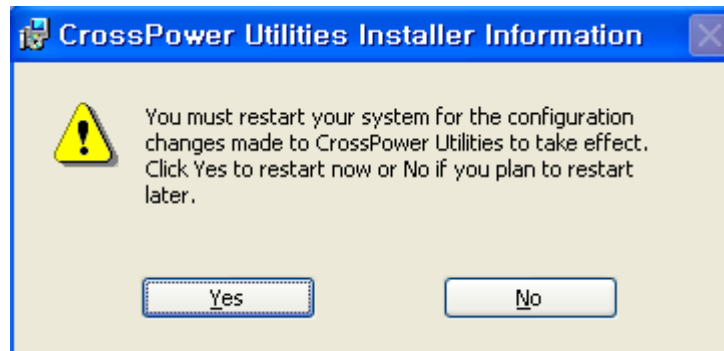 CrossPower Utilities Installer Information
You must restart your system for the configuration
changes made to CrossPower Utilities to take effect.
Click Yes to restart now or No if you plan to restart
later.
Yes
No